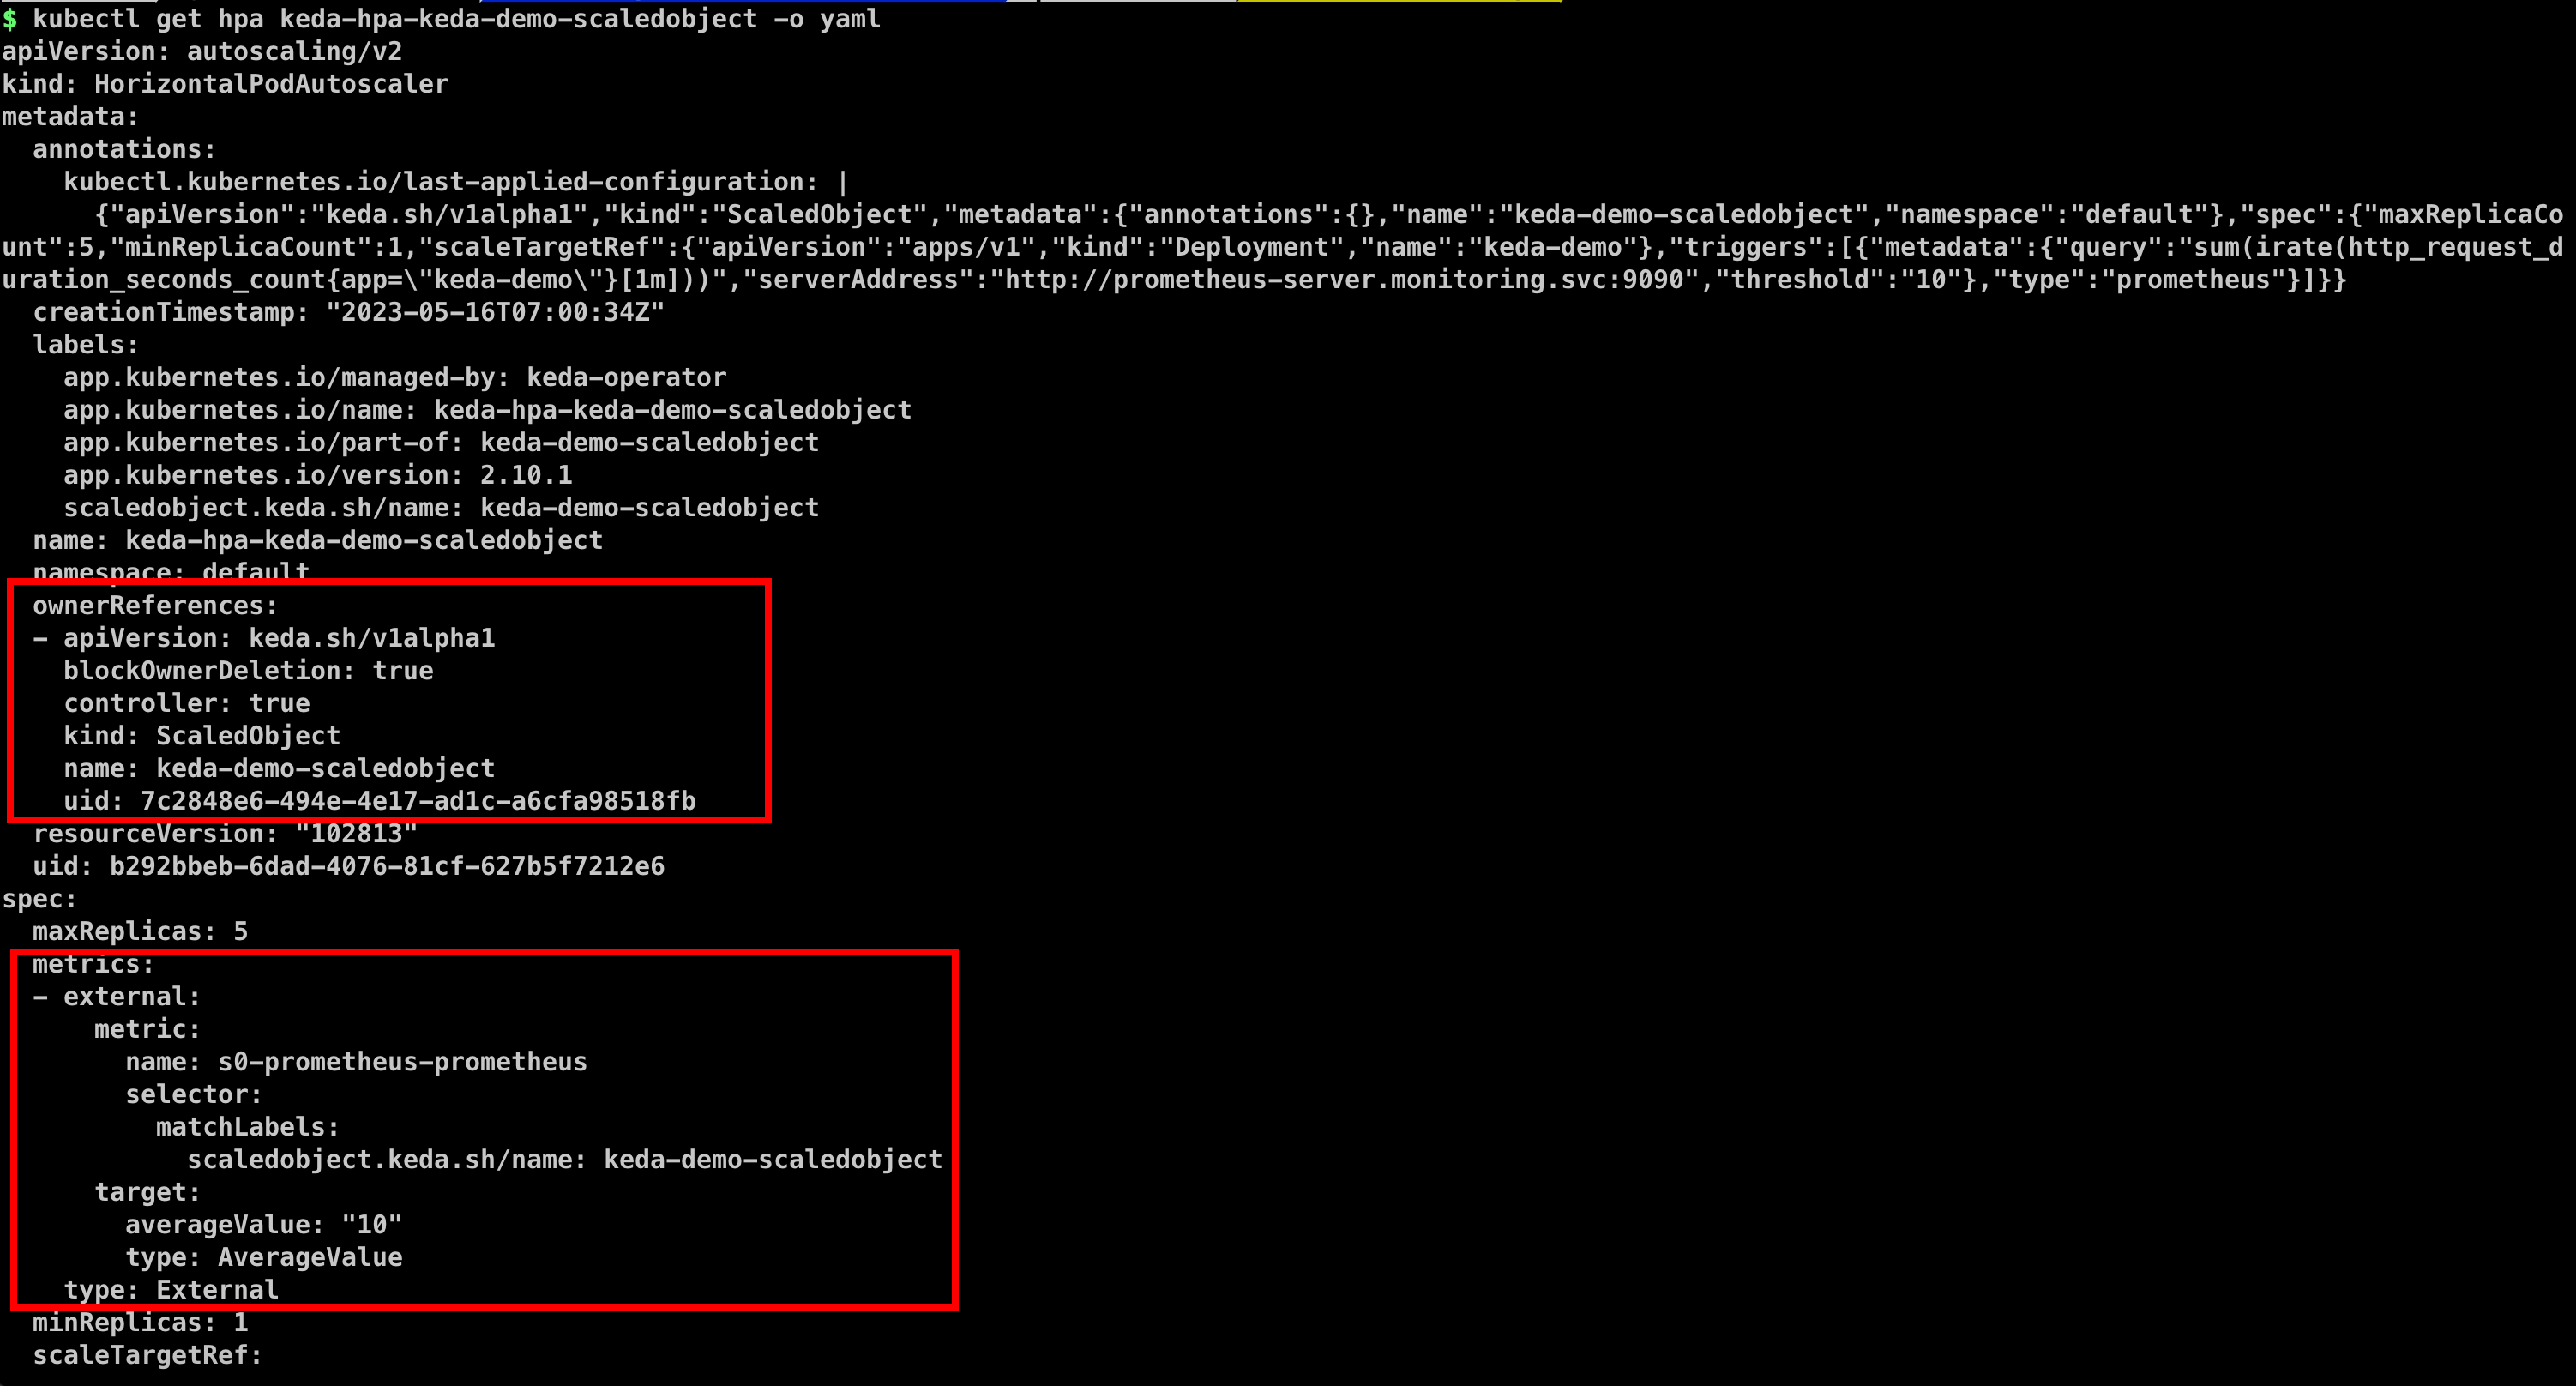 $ kubectl get hpa keda-hpa-keda-demo-scaledobject -o yaml
apiVersion: autoscaling/v2
kind: HorizontalPodAutoscaler
metadata:
  annotations:
    kubectl.kubernetes.io/last-applied-configuration: |
      {"apiVersion":"keda.sh/v1alpha1","kind":"ScaledObject","metadata":{"annotations":{},"name":"keda-demo-scaledobject","namespace":"default"},"spec":{"maxReplicaCo
unt":5,"minReplicaCount":1,"scaleTargetRef":{"apiVersion":"apps/v1","kind":"Deployment","name":"keda-demo"},"triggers":[{"metadata":{"query":"sum(irate(http_request_d
uration_seconds_count{app=\"keda-demo\"}[1m]))","serverAddress":"http://prometheus-server.monitoring.svc:9090","threshold":"10"},"type":"prometheus"}]}}
  creationTimestamp: "2023-05-16T07:00:34Z"
  labels:
    app.kubernetes.io/managed-by: keda-operator
    app.kubernetes.io/name: keda-hpa-keda-demo-scaledobject
    app.kubernetes.io/part-of: keda-demo-scaledobject
    app.kubernetes.io/version: 2.10.1
    scaledobject.keda.sh/name: keda-demo-scaledobject
  name: keda-hpa-keda-demo-scaledobject
  namespace: default
  ownerReferences:
  - apiVersion: keda.sh/v1alpha1
    blockOwnerDeletion: true
    controller: true
    kind: ScaledObject
    name: keda-demo-scaledobject
    uid: 7c2848e6-494e-4e17-ad1c-a6cfa98518fb
  resourceVersion: "102813"
  uid: b292bbeb-6dad-4076-81cf-627b5f7212e6
spec:
  maxReplicas: 5
  metrics:
  - external:
      metric:
        name: s0-prometheus-prometheus
        selector:
          matchLabels:
            scaledobject.keda.sh/name: keda-demo-scaledobject
      target:
        averageValue: "10"
        type: AverageValue
    type: External
  minReplicas: 1
  scaleTargetRef: